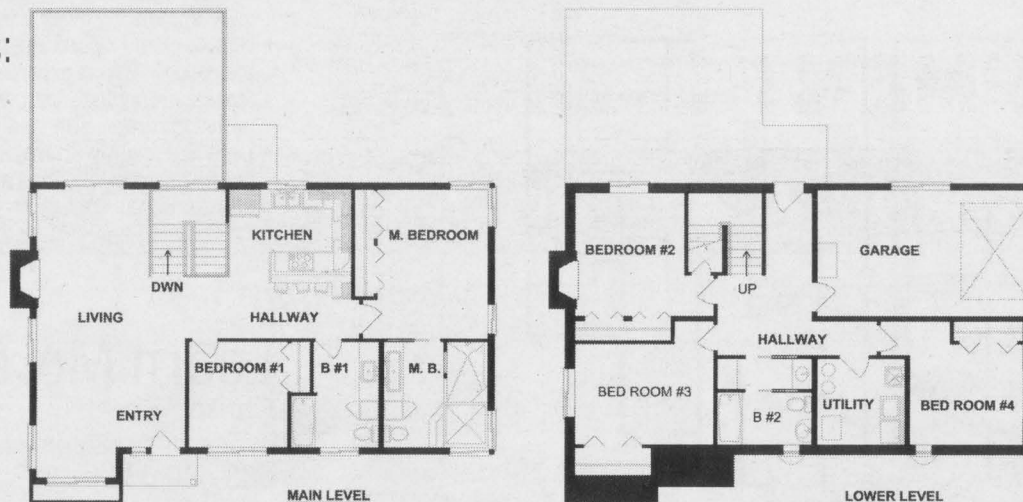 KITCHEN
M. BEDROOM
DWN
LIVING
HALLWAY
BEDROOM #1
B #1
M. B.
ENTRY
MAIN LEVEL
BEDROOM #2
GARAGE
UP
HALLWAY
BED ROOM #3
B #2
UTILITY
BED ROOM #4
LOWER LEVEL